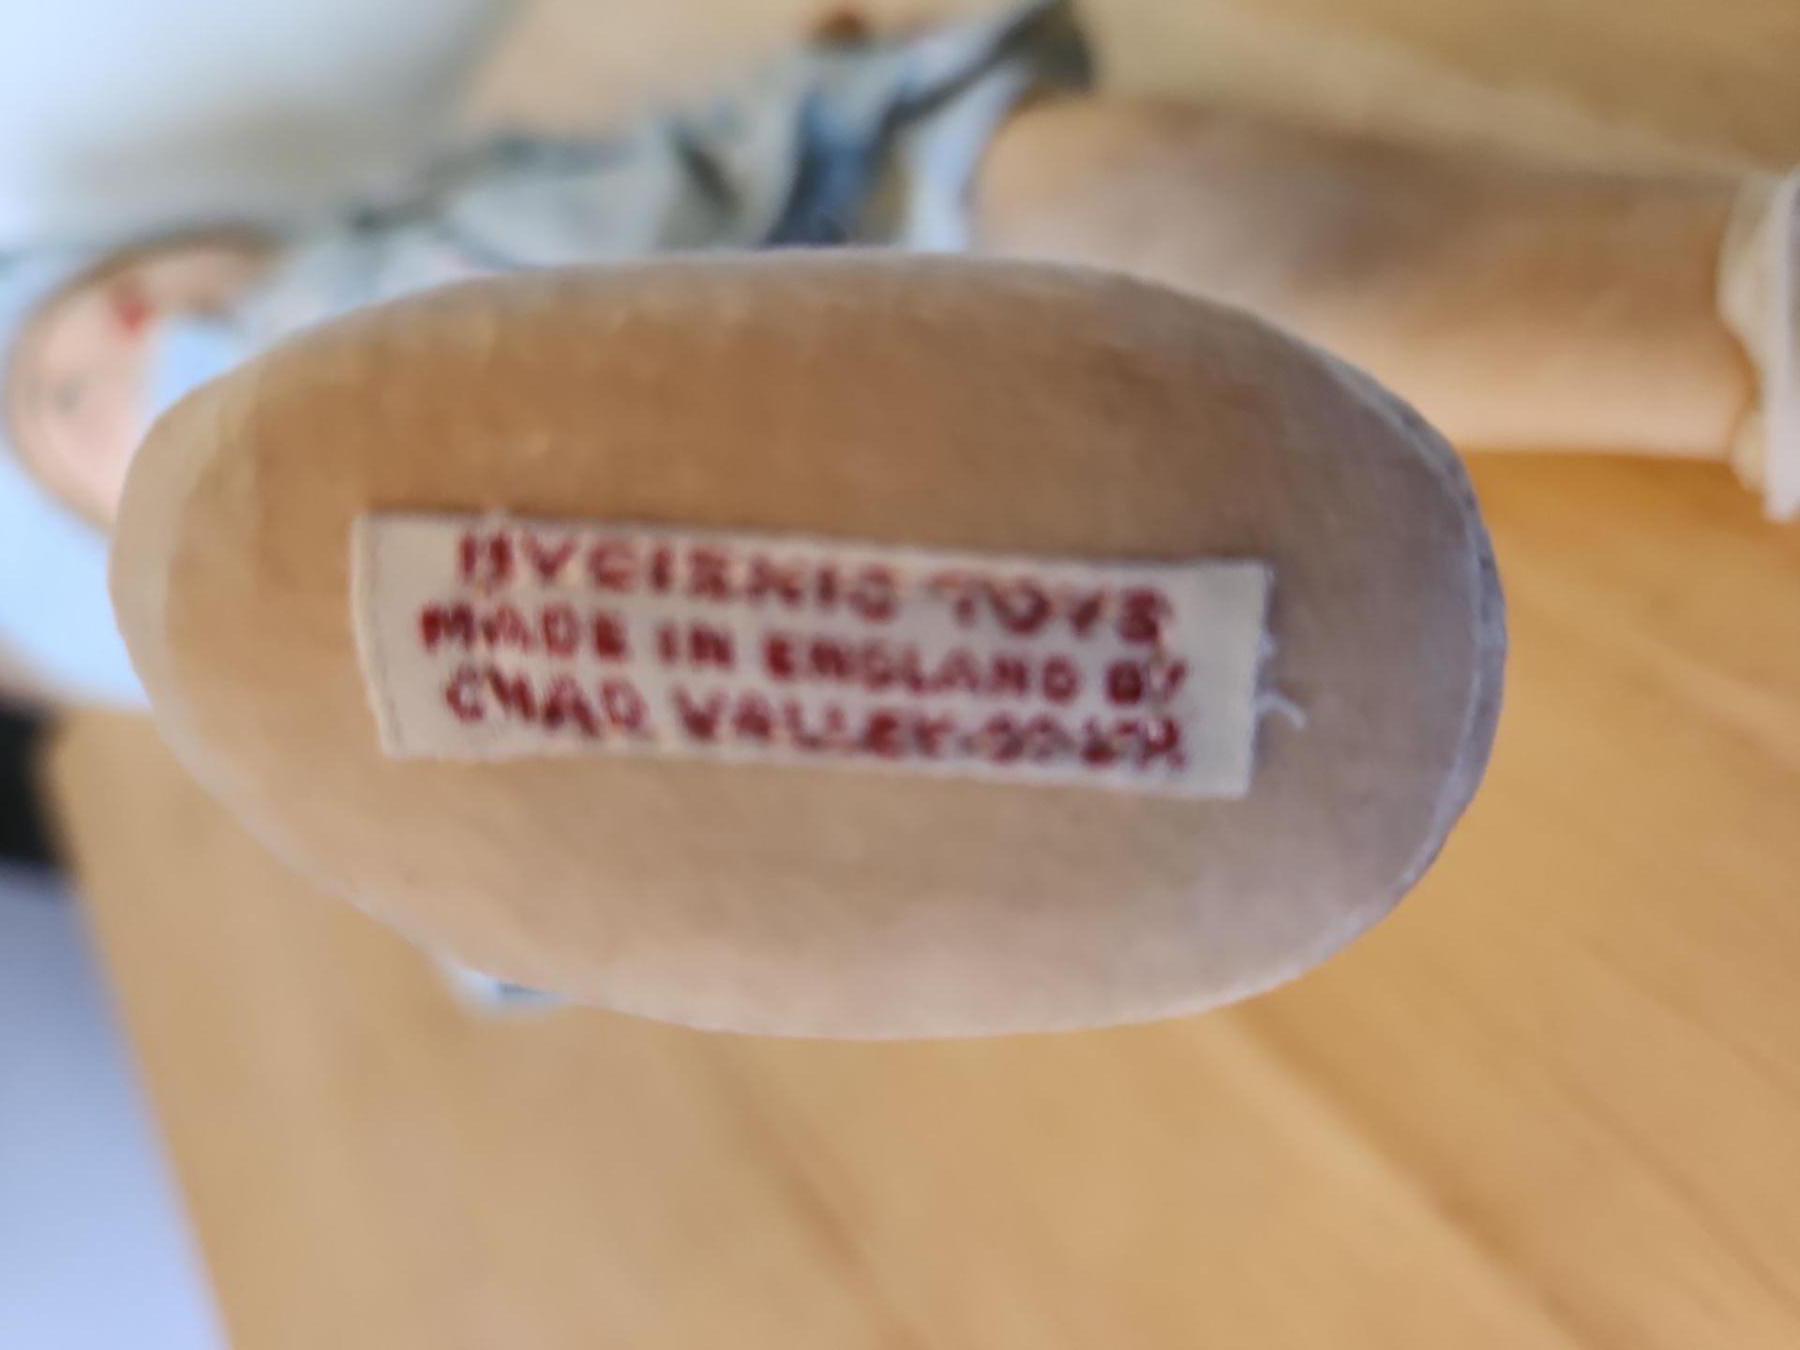 HYGIENIC TOYS
MADE IN ENGLAND BY
CHAD VALLEY CO LTD